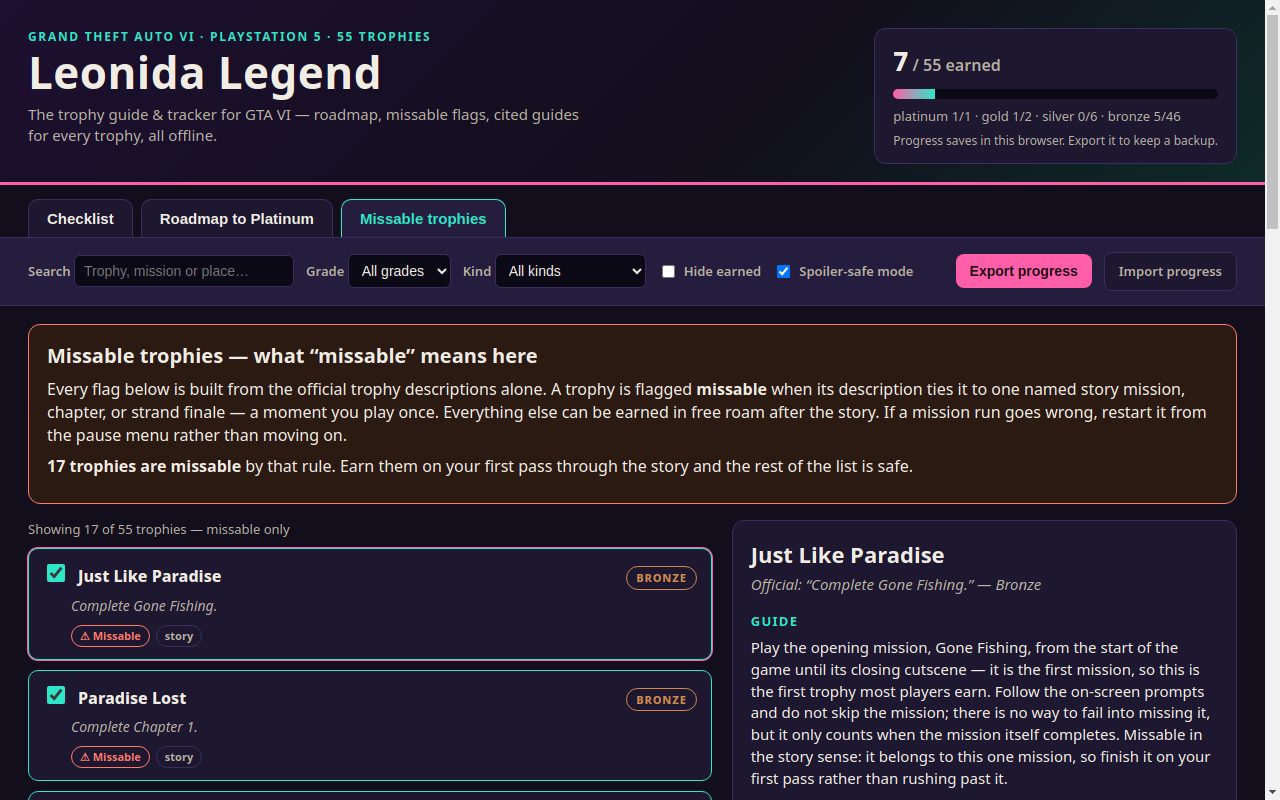 GRAND THEFT AUTO VI · PLAYSTATION 5 · 55 TROPHIES
Leonida Legend
The trophy guide & tracker for GTA VI — roadmap, missable flags, cited guides
for every trophy, all offline.
7 / 55 earned
platinum 1/1 · gold 1/2 · silver 0/6 · bronze 5/46
Progress saves in this browser. Export it to keep a backup.
Checklist
Roadmap to Platinum
Missable trophies
Search
Trophy, mission or place…
Grade
All grades
Kind
All kinds
Hide earned
Spoiler-safe mode
Export progress
Import progress
Missable trophies — what “missable” means here
Every flag below is built from the official trophy descriptions alone. A trophy is flagged missable when its description ties it to one named story mission,
chapter, or strand finale — a moment you play once. Everything else can be earned in free roam after the story. If a mission run goes wrong, restart it from
the pause menu rather than moving on.
17 trophies are missable by that rule. Earn them on your first pass through the story and the rest of the list is safe.
Showing 17 of 55 trophies — missable only
Just Like Paradise
BRONZE
Complete Gone Fishing.
⚠ Missable
story
Paradise Lost
BRONZE
Complete Chapter 1.
⚠ Missable
story
Just Like Paradise
Official: “Complete Gone Fishing.” — Bronze
GUIDE
Play the opening mission, Gone Fishing, from the start of the
game until its closing cutscene — it is the first mission, so this is
the first trophy most players earn. Follow the on-screen prompts
and do not skip the mission; there is no way to fail into missing it,
but it only counts when the mission itself completes. Missable in
the story sense: it belongs to this one mission, so finish it on your
first pass rather than rushing past it.